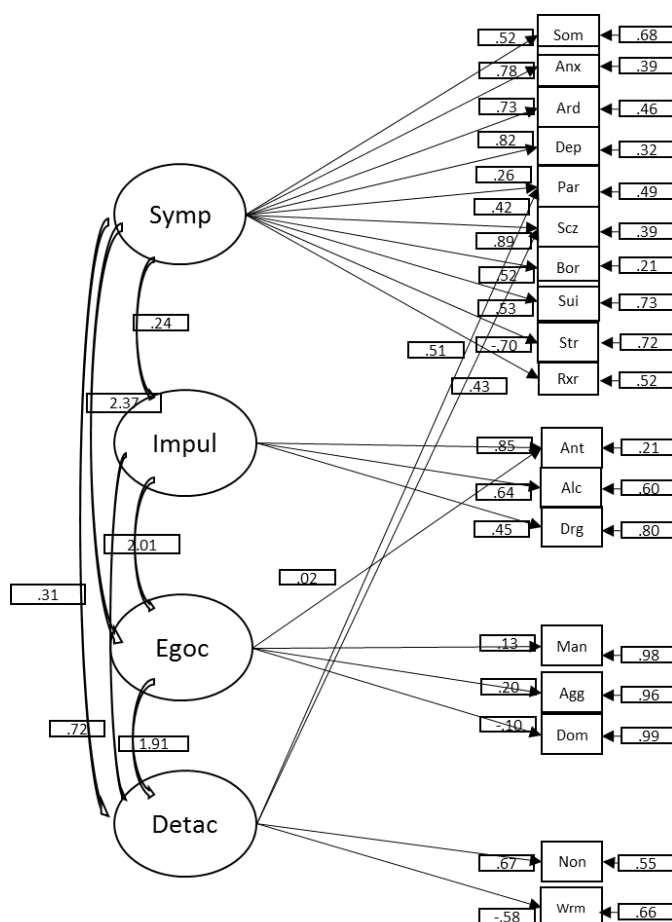 .52 Som .68
.78 Anx .39
.73 Ard .46
.82 Dep .32
.26 Par .49
Symp
.42 Scz .39
.89 Bor .21
.52 Sui .73
.53
.24 .51 -.70 Str .72
.43 Rxr .52
2.37
Impul .85 Ant .21
.64 Alc .60
.45 Drg .80
2.01
.02
.31
Egoc .13 Man .98
.20 Agg .96
.72 1.91 -.10 Dom .99
Detac
.67 Non .55
-.58 Wrm .66